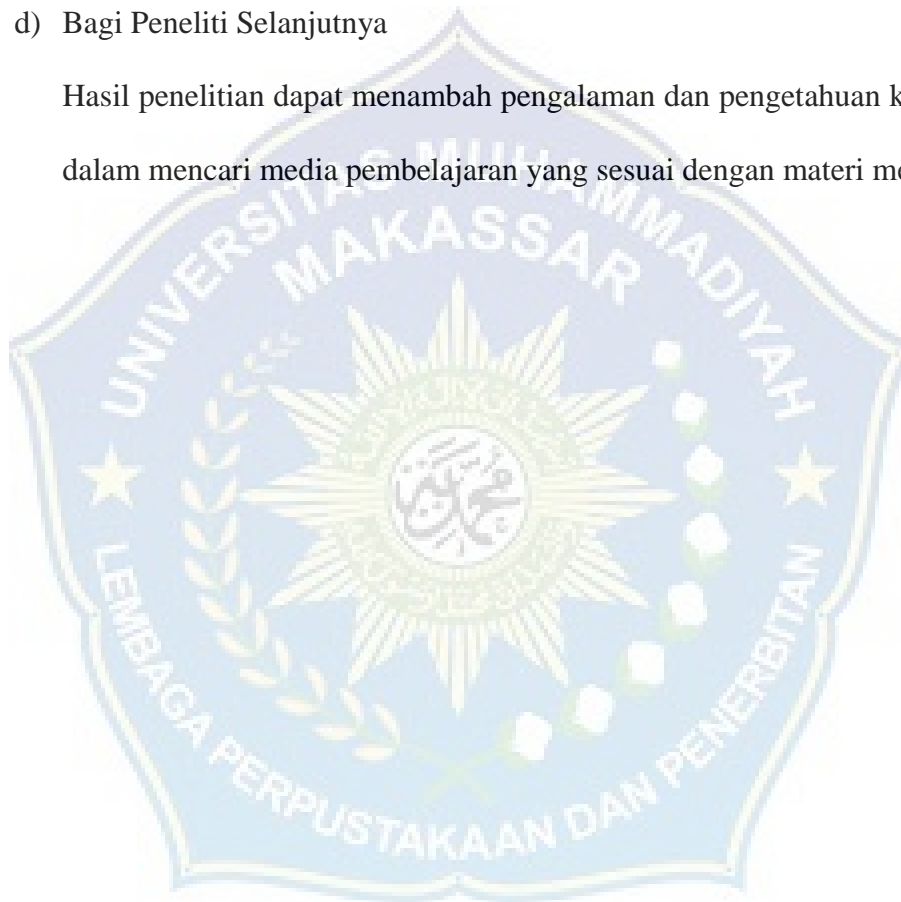 d) Bagi Peneliti Selanjutnya
Hasil penelitian dapat menambah pengalaman dan pengetahuan
dalam mencari media pembelajaran yang sesuai dengan materi
UNIVERSITAS MUHAMMADIYAH
MAKASSAR
محمدية
LEMBAGA PERPUSTAKAAN DAN PENERBITAN